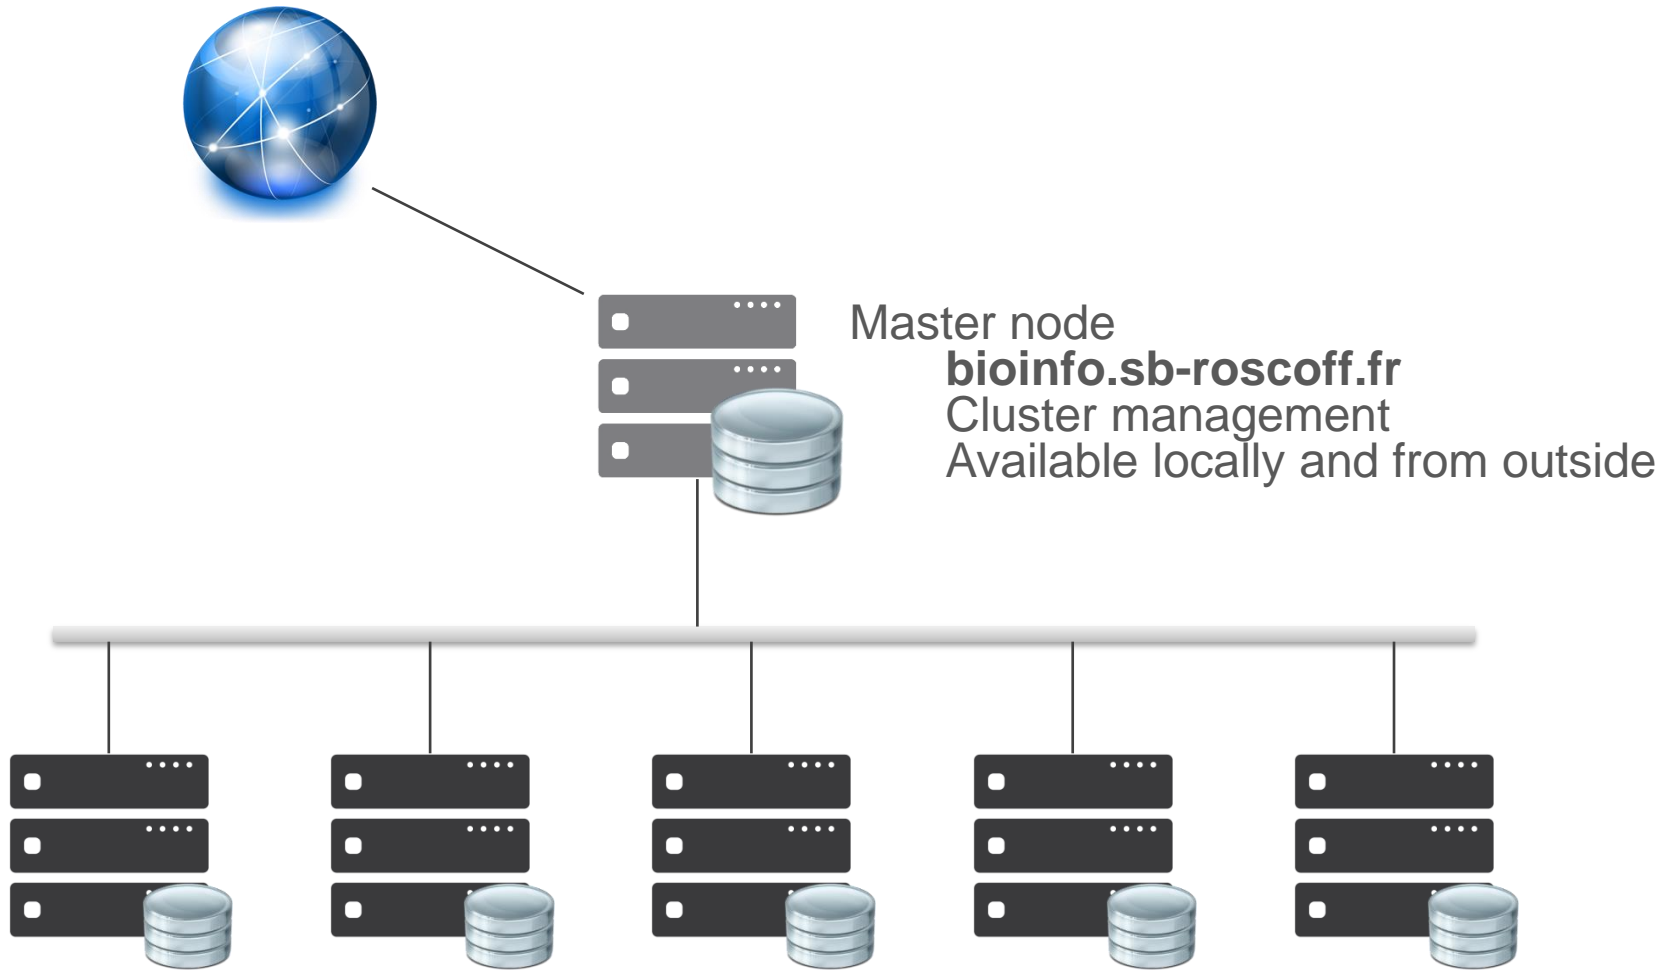 Master node
bioinfo.sb-roscoff.fr
Cluster management
Available locally and from outside